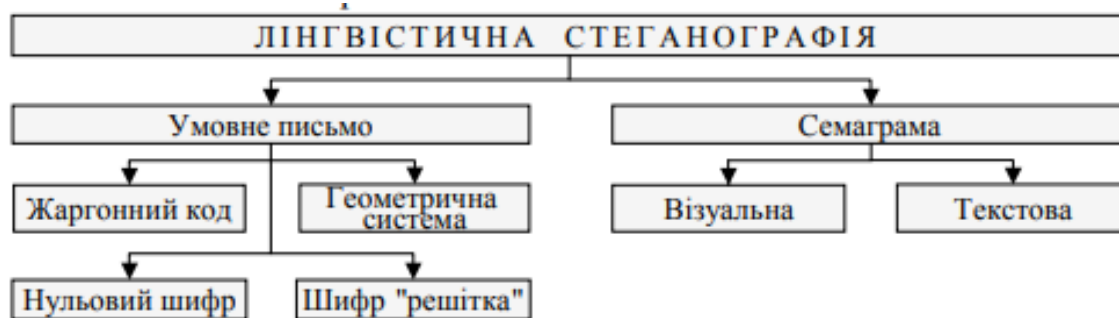 ЛІНГВІСТИЧНА СТЕГАНОГРАФІЯ
Умовне письмо
Семаграма
Жаргонний код
Геометрична
система
Візуальна
Текстова
Нульовий шифр
Шифр "решітка"